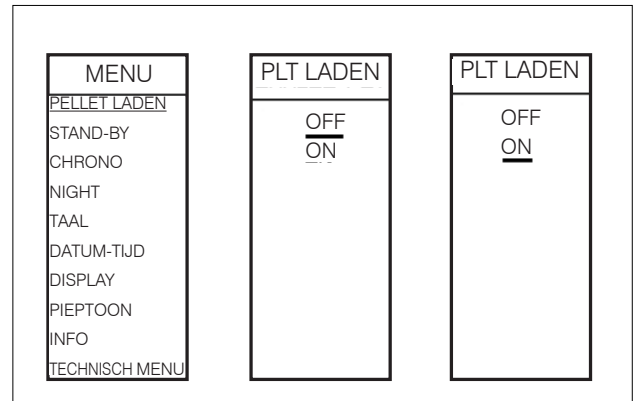 MENU
PELLET LADEN
STAND-BY
CHRONO
NIGHT
TAAL
DATUM-TIJD
DISPLAY
PIEPTOON
INFO
TECHNISCH MENU
PLT LADEN
OFF
ON
PLT LADEN
OFF
ON